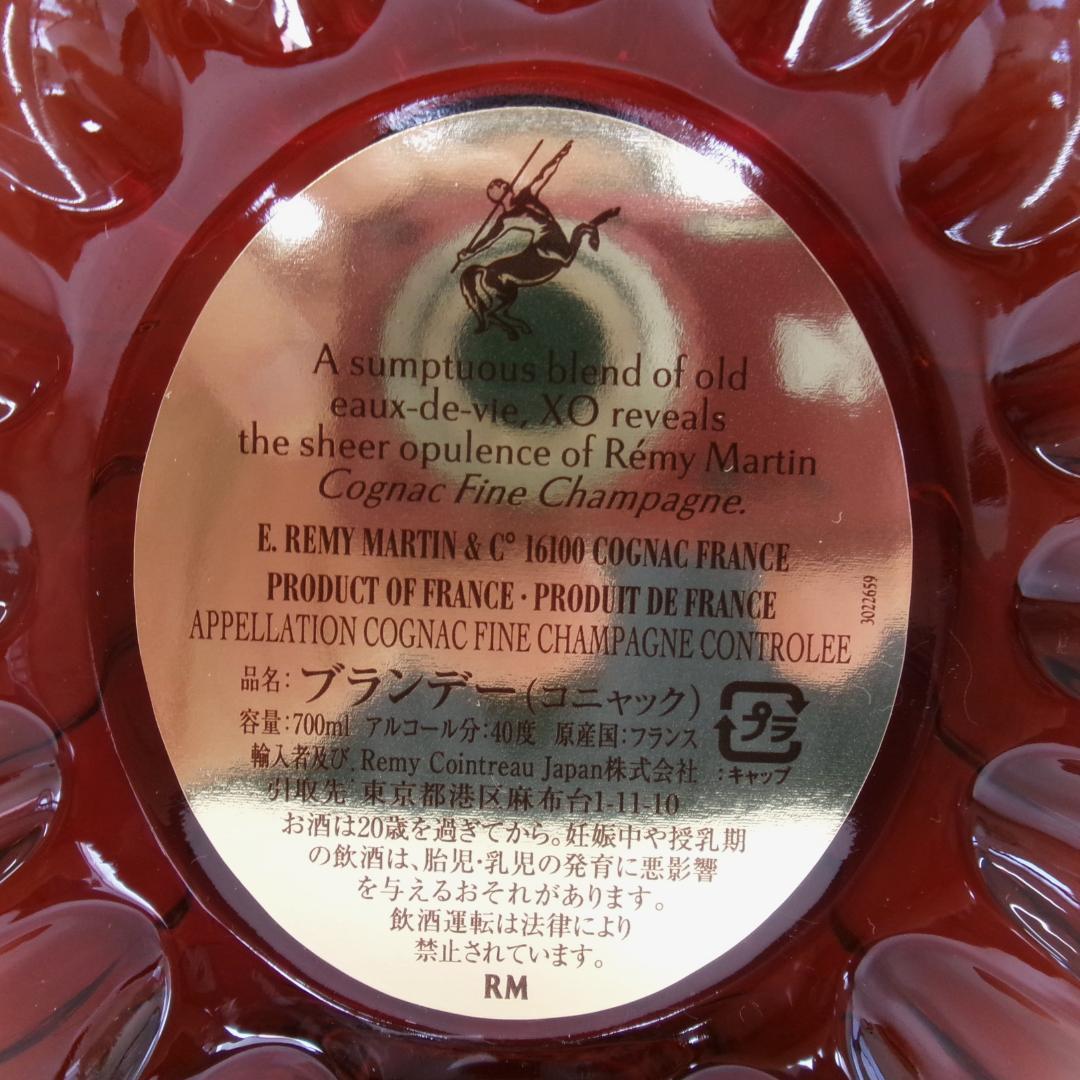 A sumptuous blend of old
eaux-de-vie, XO reveals
the sheer opulence of Rémy Martin
Cognac Fine Champagne.
E. REMY MARTIN & C° 16100 COGNAC FRANCE
PRODUCT OF FRANCE · PRODUIT DE FRANCE
APPELLATION COGNAC FINE CHAMPAGNE CONTROLEE
3022659
品名：ブランデー（コニャック）
容量：700ml アルコール分：40度 原産国：フランス
プラ
：キャップ
輸入者及び Remy Cointreau Japan株式会社
引取先 東京都港区麻布台1-11-10
お酒は20歳を過ぎてから。妊娠中や授乳期
の飲酒は、胎児・乳児の発育に悪影響
を与えるおそれがあります。
飲酒運転は法律により
禁止されています。
RM